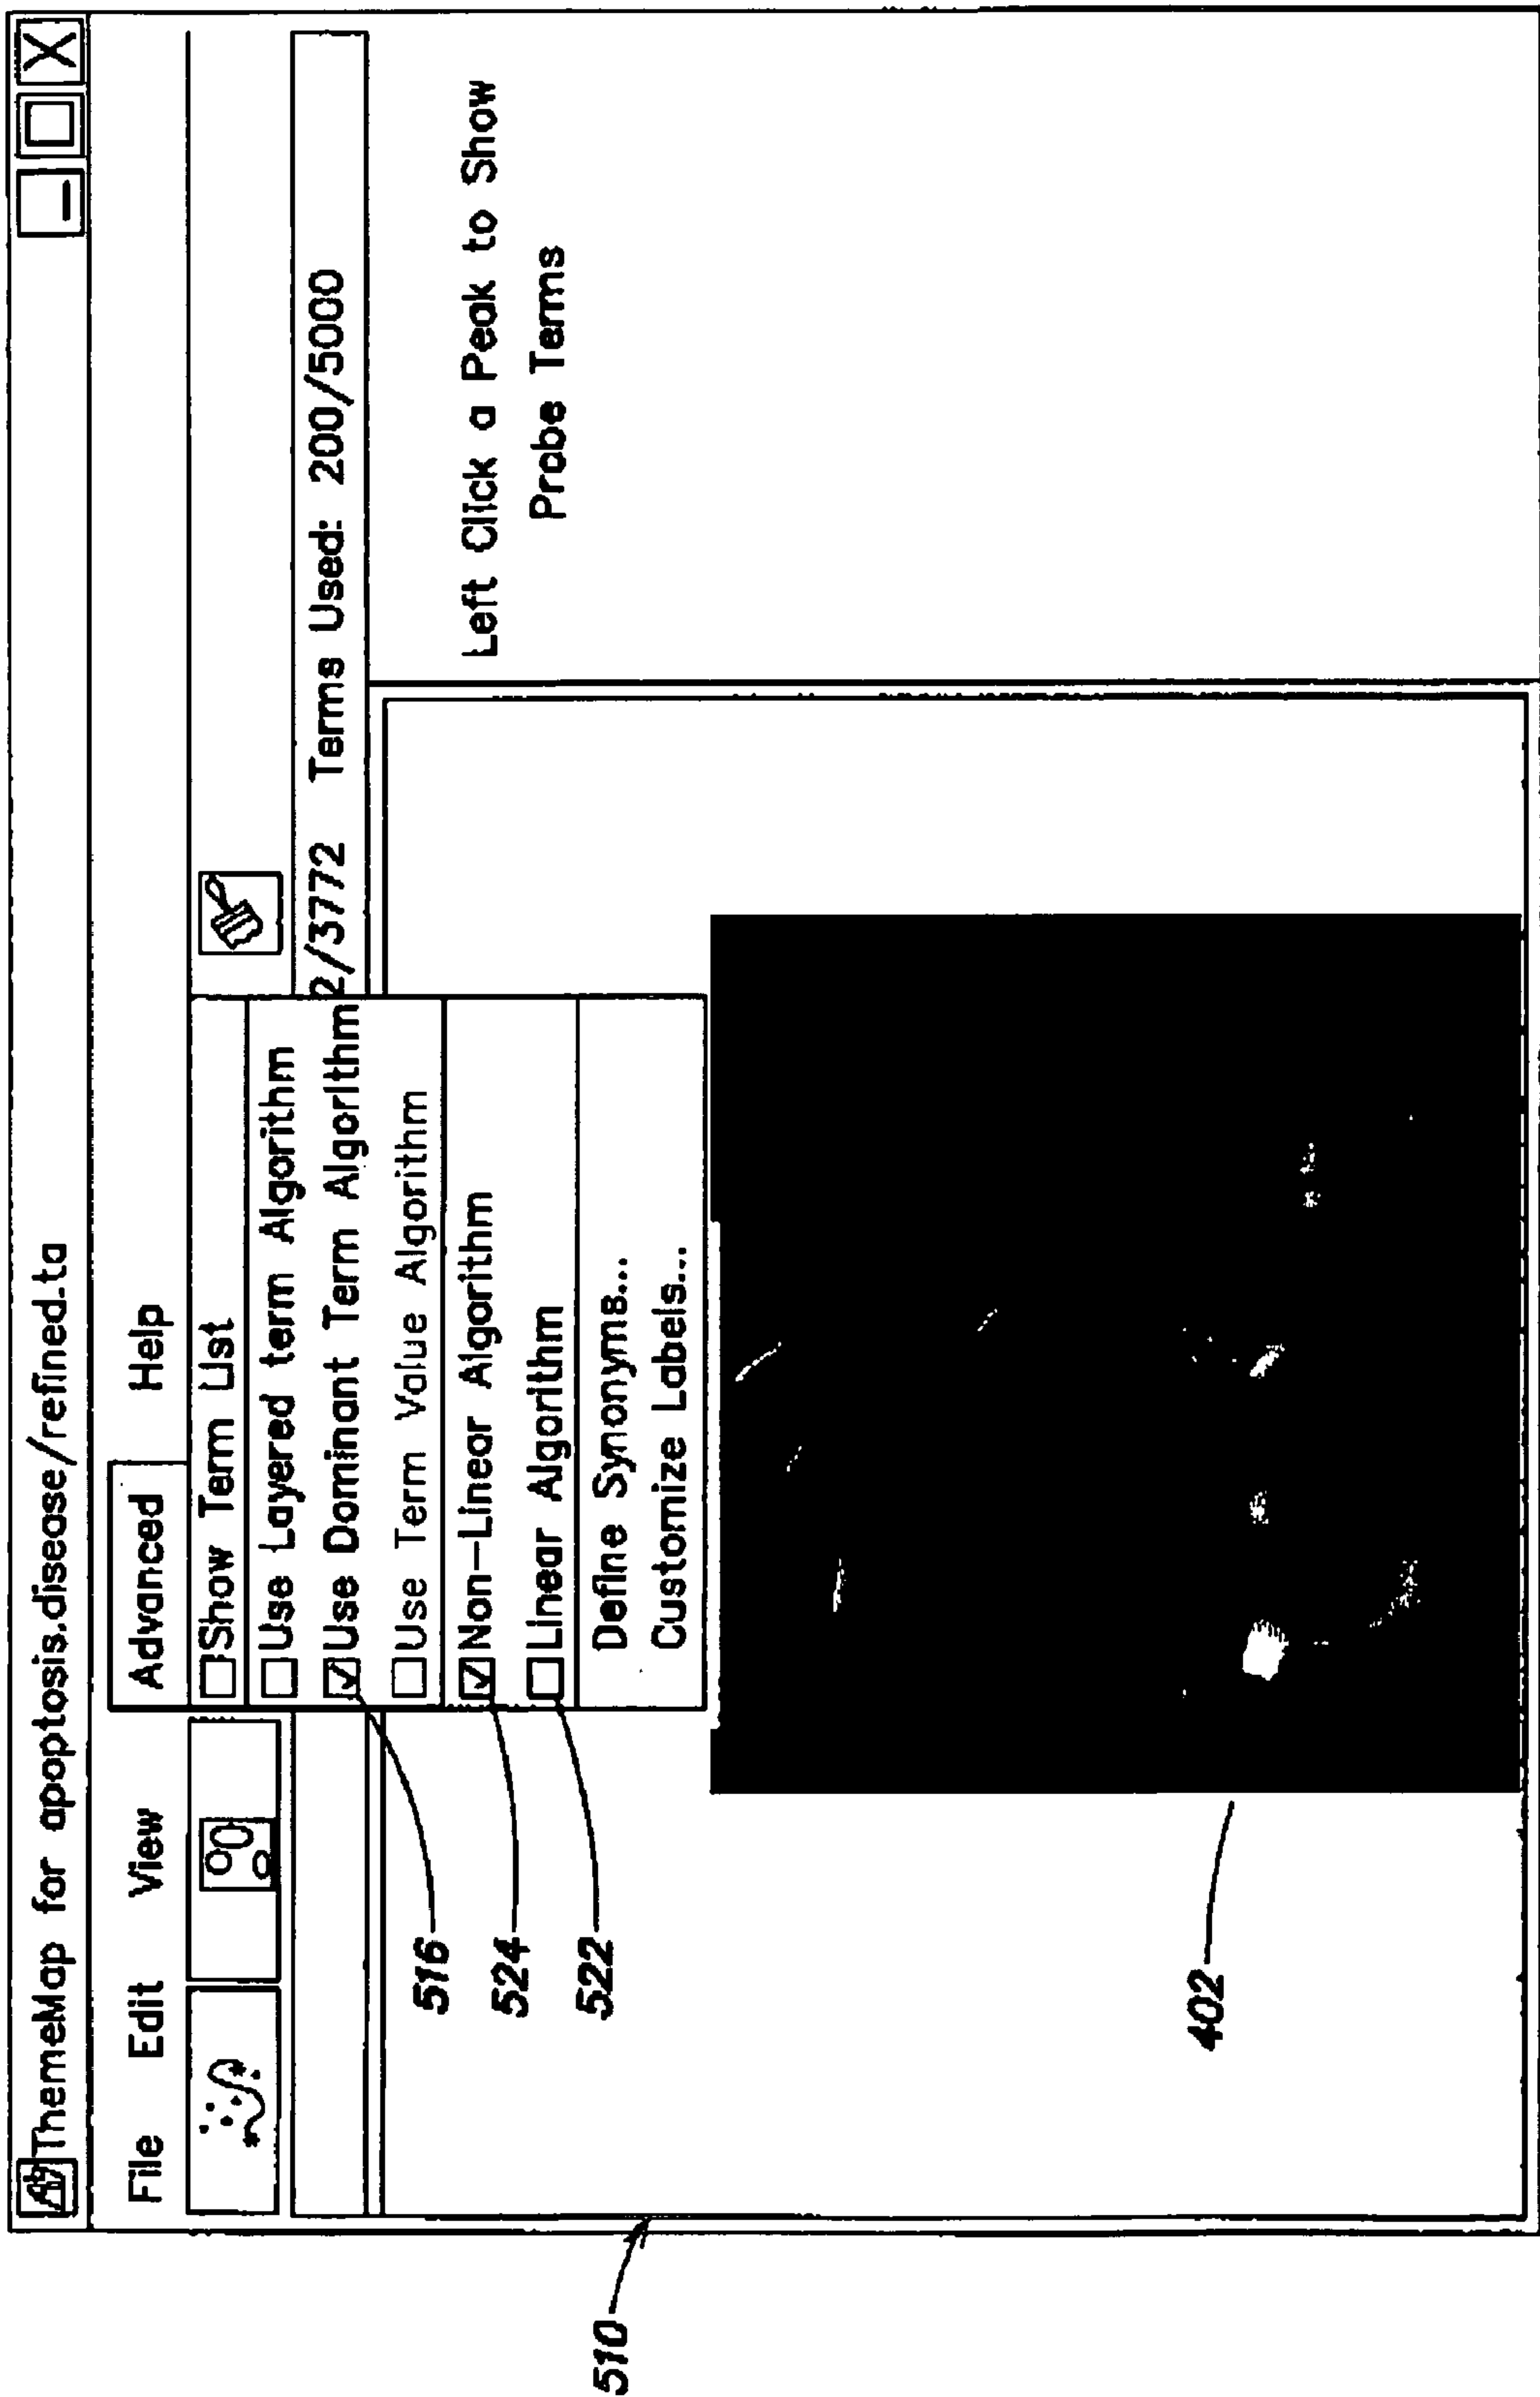 ThemeMap for apoptosis.disease/refined.ta
File Edit View Advanced Help
Show Term List
Use Layered term Algorithm
Use Dominant Term Algorithm
2/3772 Terms Used: 200/5000
Use Term Value Algorithm
Non-Linear Algorithm
Linear Algorithm
Define Synonyms...
Customize Labels...
Left Click a Peak to Show
Probe Terms
516
524
522
510
402